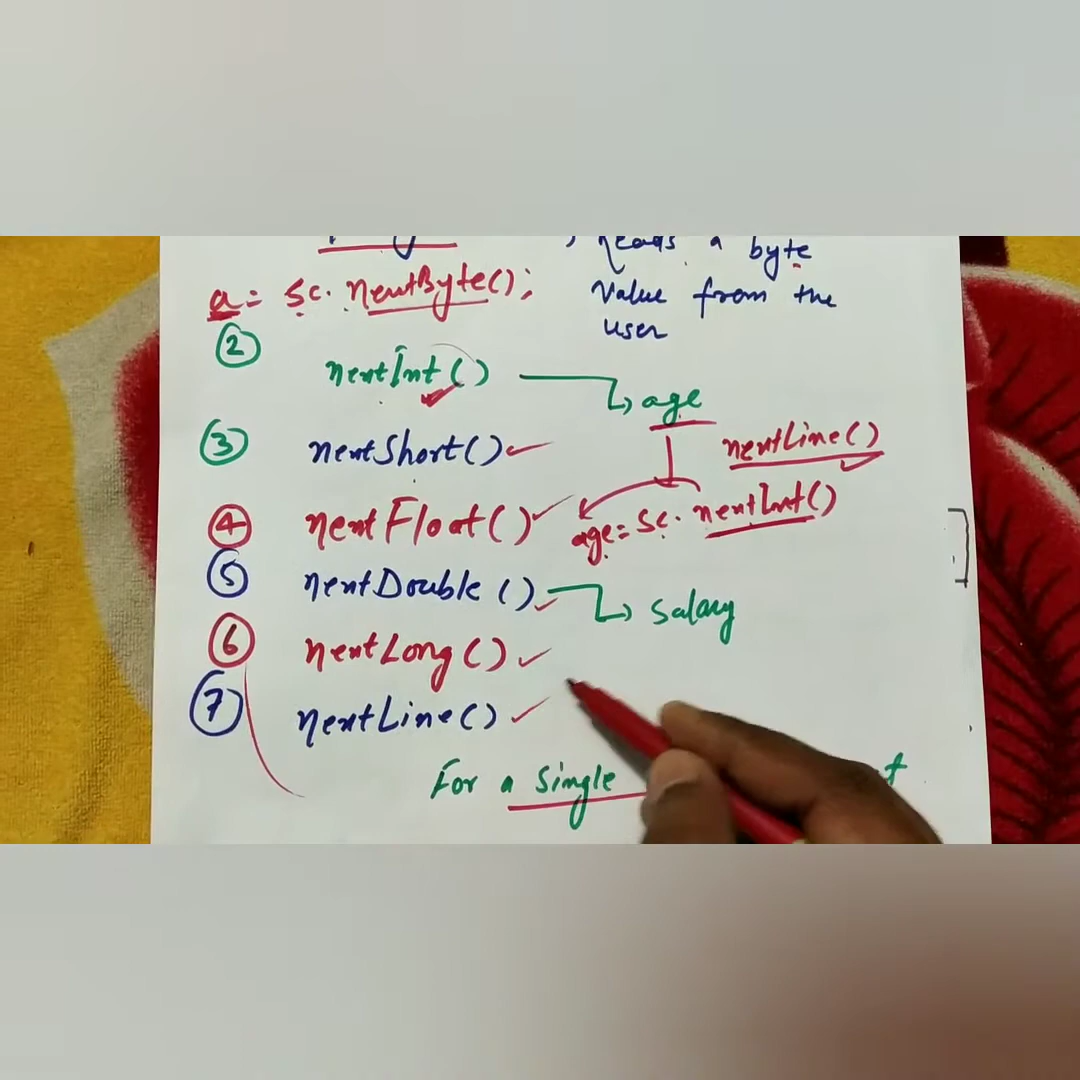 Reads a byte
a = Sc. nextByte();
Value from the
user
②
nextInt()
age
③ nextShort()
nextLine()
④ nextFloat()
age = Sc. nextInt()
⑤ nextDouble()
Salary
⑥ nextLong()
⑦ nextLine()
For a Single